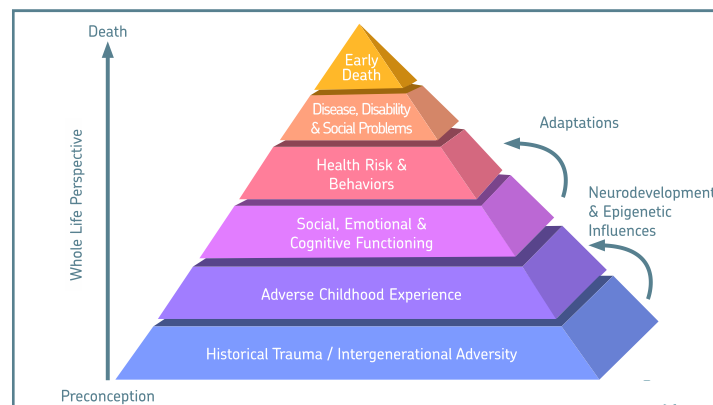 Death
Early
Death
Disease, Disability
& Social Problems
Adaptations
Health Risk &
Behaviors
Whole Life Perspective
Neurodevelopment
& Epigenetic
Influences
Social, Emotional &
Cognitive Functioning
Adverse Childhood Experience
Historical Trauma / Intergenerational Adversity
Preconception